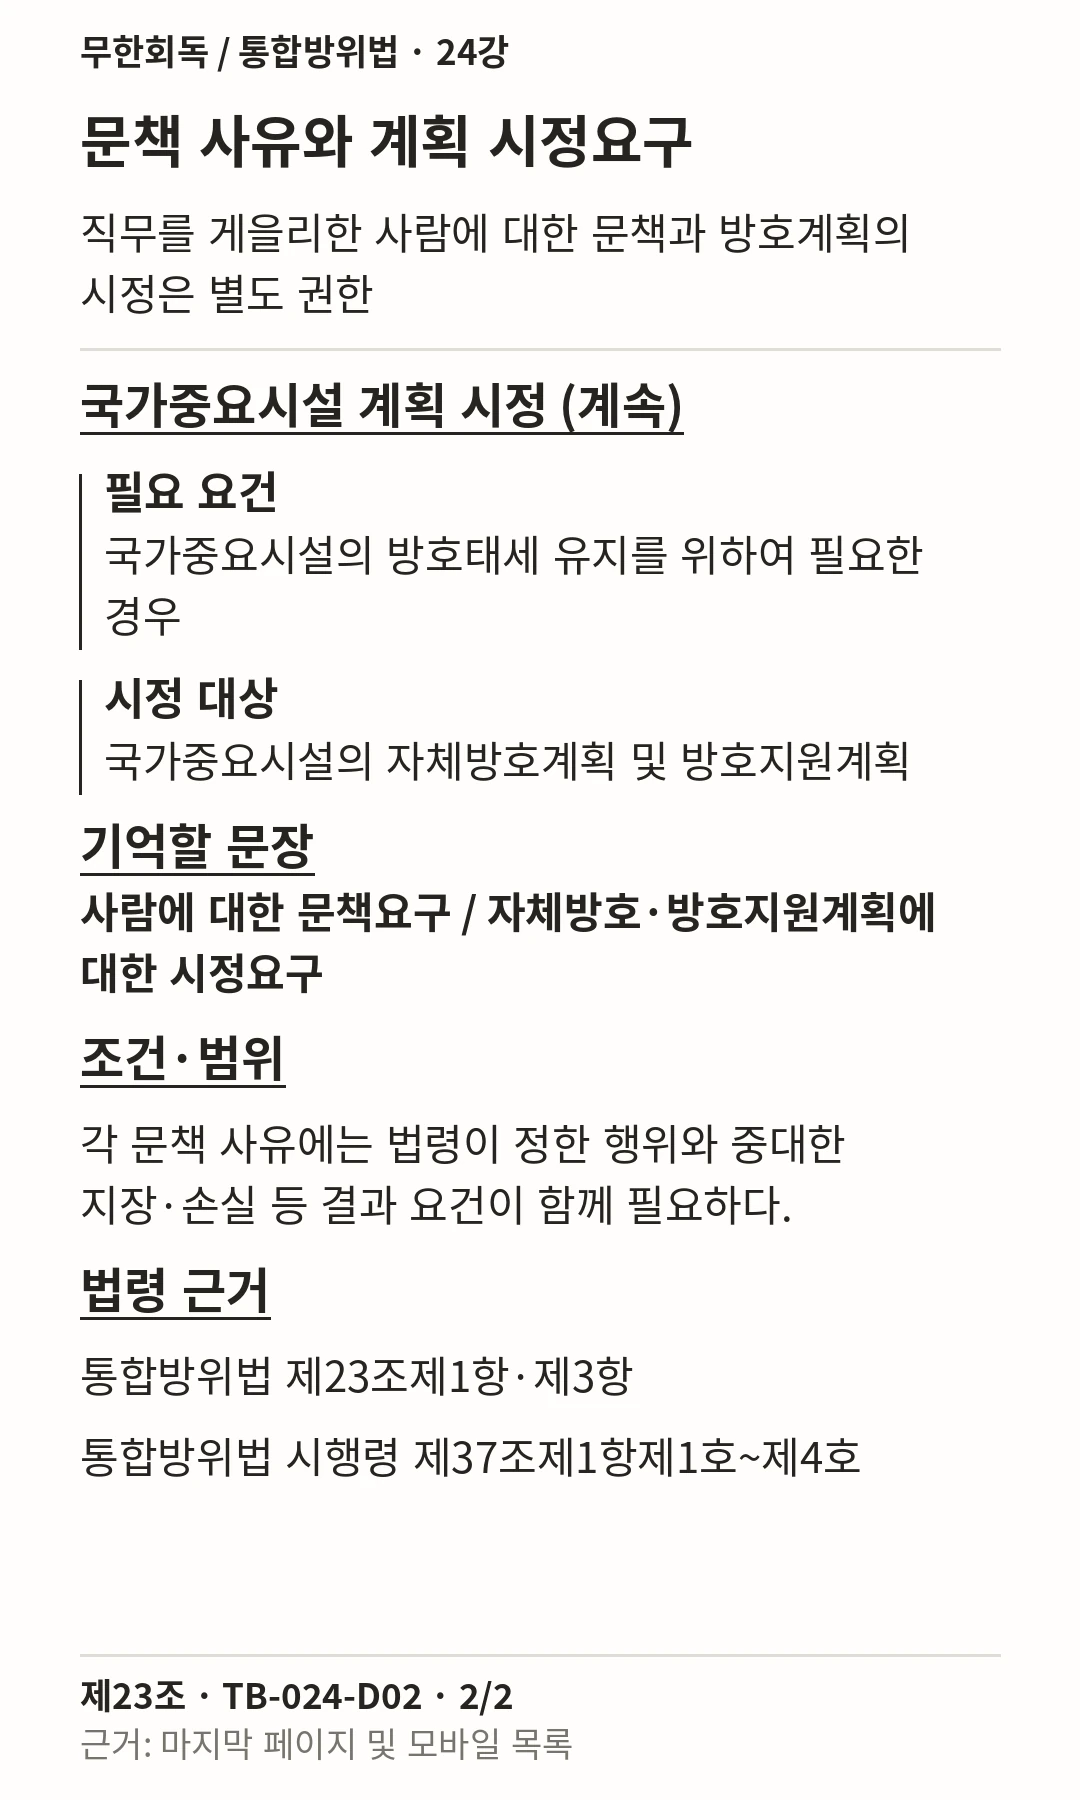 무한회독 / 통합방위법 · 24강
문책 사유와 계획 시정요구
직무를 게을리한 사람에 대한 문책과 방호계획의
시정은 별도 권한
국가중요시설 계획 시정 (계속)
필요 요건
국가중요시설의 방호태세 유지를 위하여 필요한
경우
시정 대상
국가중요시설의 자체방호계획 및 방호지원계획
기억할 문장
사람에 대한 문책요구 / 자체방호·방호지원계획에
대한 시정요구
조건·범위
각 문책 사유에는 법령이 정한 행위와 중대한
지장·손실 등 결과 요건이 함께 필요하다.
법령 근거
통합방위법 제23조제1항·제3항
통합방위법 시행령 제37조제1항제1호~제4호
제23조 · TB-024-D02 · 2/2
근거: 마지막 페이지 및 모바일 목록